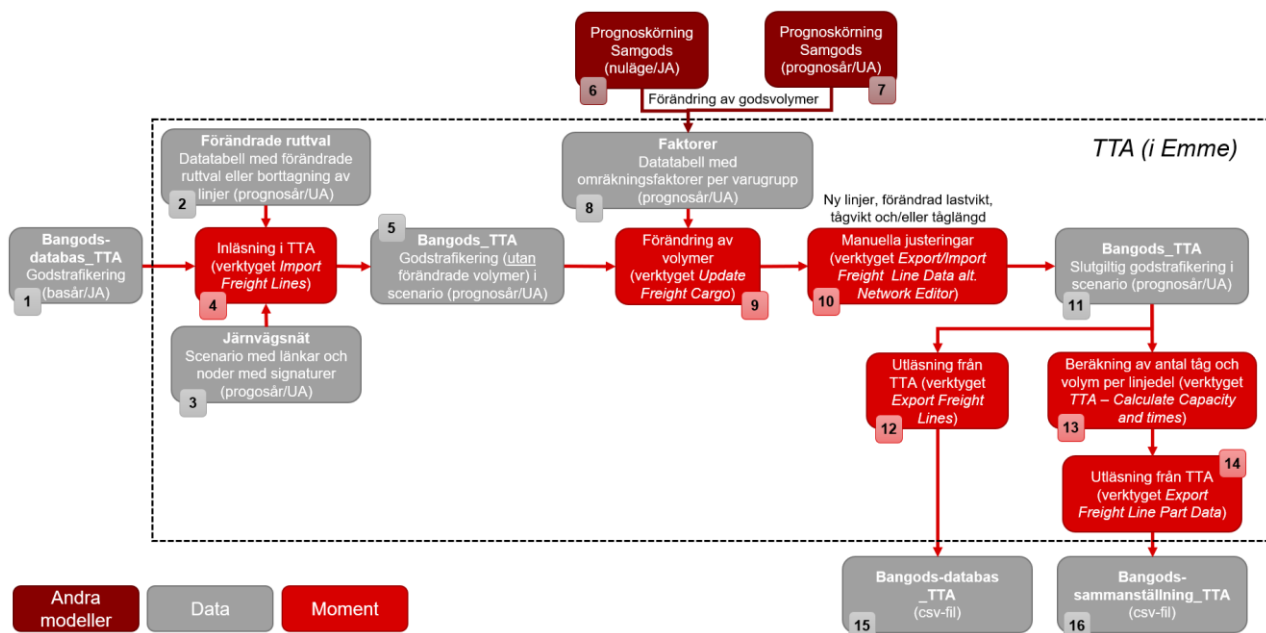 Prognoskörning
Samgods
(nuläge/JA)
6
Prognoskörning
Samgods
(prognosår/UA)
7
Förändring av godsvolymer
TTA (i Emme)
Förändrade ruttval
Datatabell med förändrade
ruttval eller borttagning av
linjer (prognosår/UA)
2
Faktorer
Datatabell med
omräkningsfaktorer per varugrupp
(prognosår/UA)
8
Ny linjer, förändrad lastvikt,
tågvikt och/eller tåglängd
Bangods-
databas_TTA
Godstrafikering
(basår/JA)
1
Inläsning i TTA
(verktyget Import
Freight Lines)
4
5
Bangods_TTA
Godstrafikering (utan
förändrade volymer) i
scenario (prognosår/UA)
Förändring av
volymer
(verktyget Update
Freight Cargo)
9
Manuella justeringar
(verktyget Export/Import
Freight Line Data alt.
Network Editor)
10
Bangods_TTA
Slutgiltig godstrafikering i
scenario (prognosår/UA)
11
Järnvägsnät
Scenario med länkar och
noder med signaturer
(progosår/UA)
3
Utläsning från
TTA (verktyget
Export Freight
Lines)
12
Beräkning av antal tåg och
volym per linjedel (verktyget
TTA – Calculate Capacity
and times)
13
14
Utläsning från TTA
(verktyget Export
Freight Line Part Data)
Bangods-databas
_TTA
(csv-fil)
15
Bangods-
sammanställning_TTA
(csv-fil)
16
Andra
modeller
Data
Moment